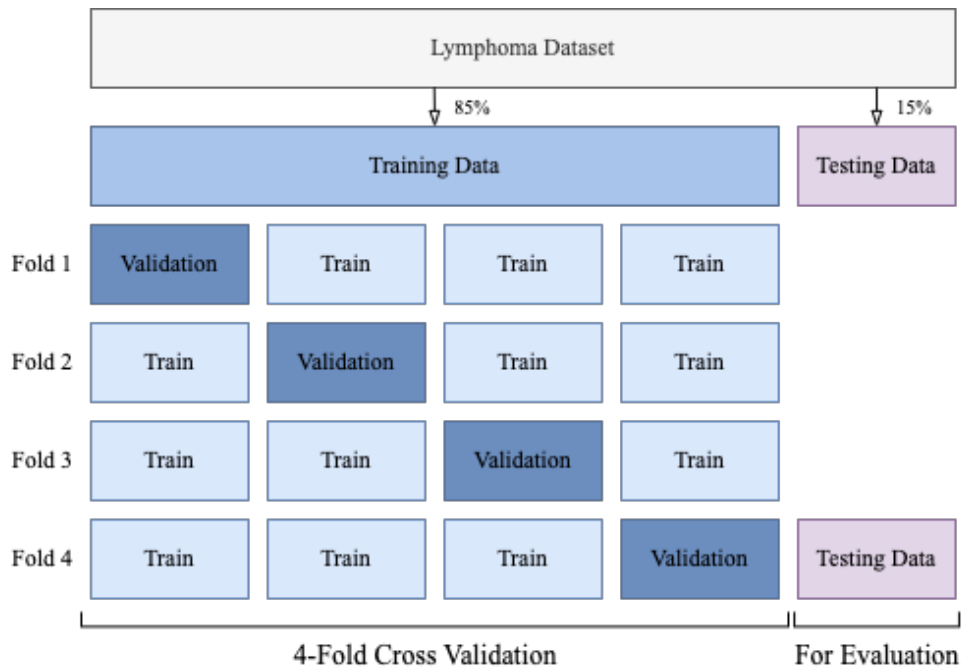 Lymphoma Dataset
85%
15%
Training Data
Testing Data
Fold 1
Validation
Train
Train
Train
Fold 2
Train
Validation
Train
Train
Fold 3
Train
Train
Validation
Train
Fold 4
Train
Train
Train
Validation
Testing Data
4-Fold Cross Validation
For Evaluation